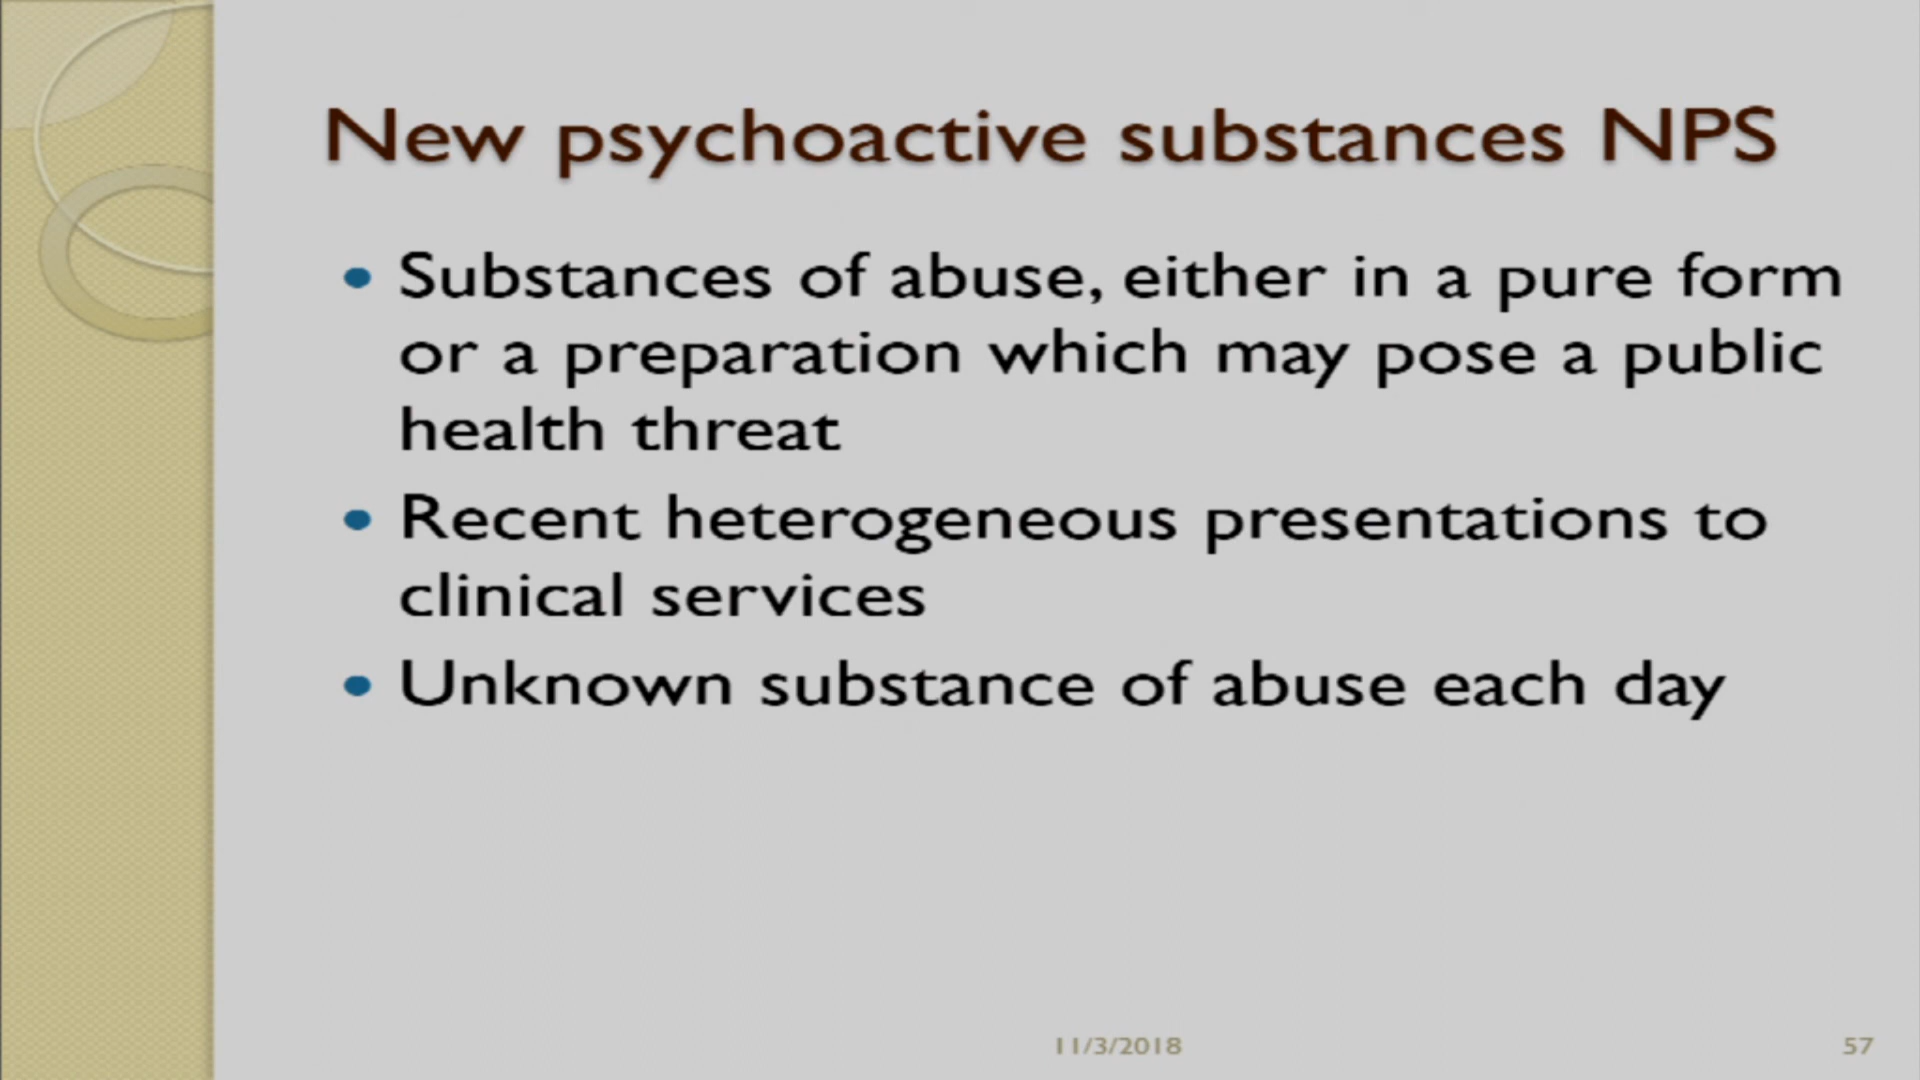 New psychoactive substances NPS
Substances of abuse, either in a pure form
or a preparation which may pose a public
health threat
Recent heterogeneous presentations to
clinical services
Unknown substance of abuse each day
11/3/2018
57